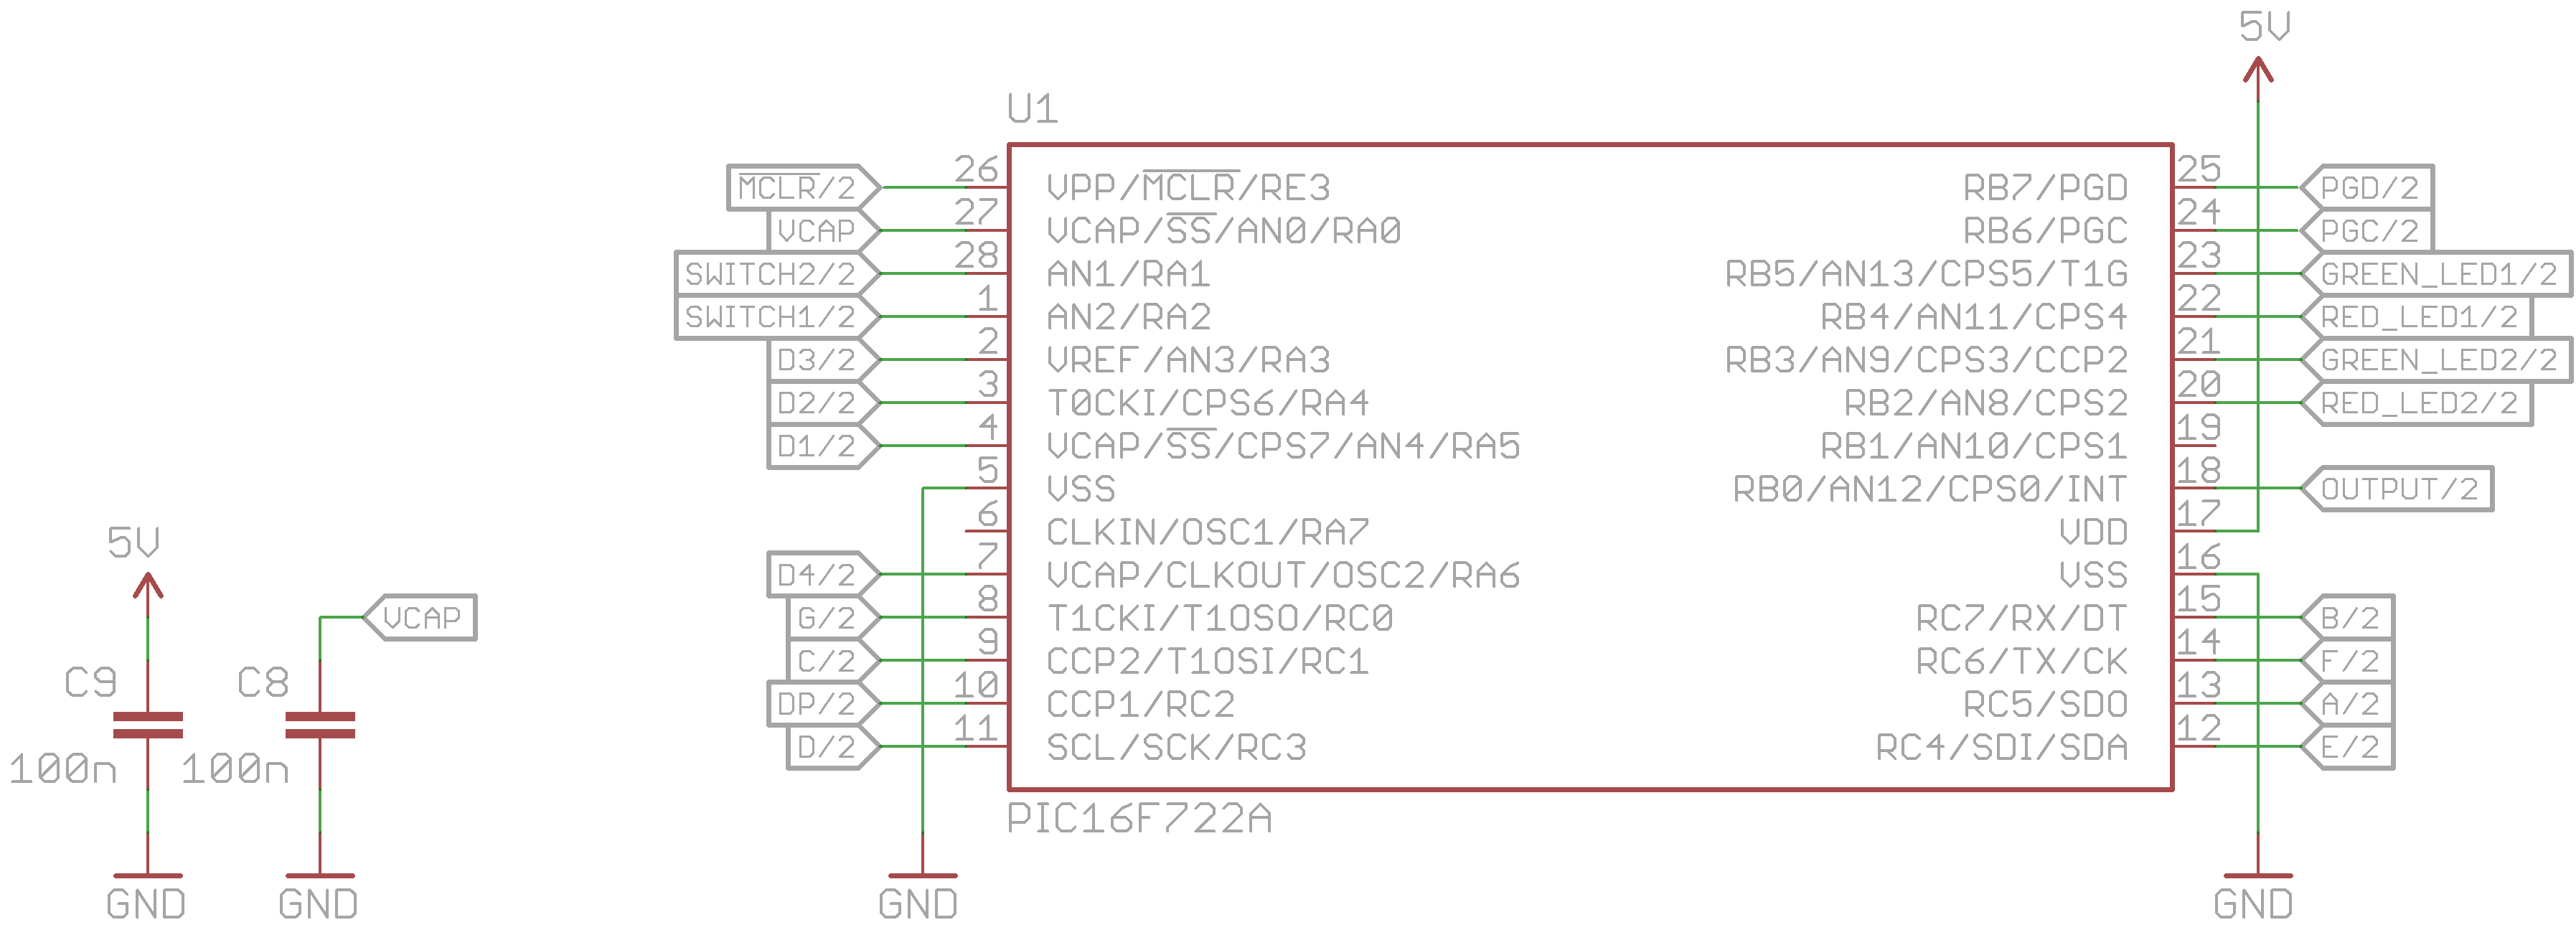 5V
U1
MCLR/2 26 VPP/MCLR/RE3 RB7/PGD 25 PGD/2
VCAP 27 VCAP/SS/AN0/RA0 RB6/PGC 24 PGC/2
SWITCH2/2 28 AN1/RA1 RB5/AN13/CPS5/T1G 23 GREEN_LED1/2
SWITCH1/2 1 AN2/RA2 RB4/AN11/CPS4 22 RED_LED1/2
D3/2 2 VREF/AN3/RA3 RB3/AN9/CPS3/CCP2 21 GREEN_LED2/2
D2/2 3 T0CKI/CPS6/RA4 RB2/AN8/CPS2 20 RED_LED2/2
D1/2 4 VCAP/SS/CPS7/AN4/RA5 RB1/AN10/CPS1 19
5 VSS RB0/AN12/CPS0/INT 18 OUTPUT/2
6 CLKIN/OSC1/RA7 VDD 17
5V
D4/2 7 VCAP/CLKOUT/OSC2/RA6 VSS 16
VCAP
G/2 8 T1CKI/T1OSO/RC0 RC7/RX/DT 15 B/2
C/2 9 CCP2/T1OSI/RC1 RC6/TX/CK 14 F/2
C9 C8
DP/2 10 CCP1/RC2 RC5/SDO 13 A/2
D/2 11 SCL/SCK/RC3 RC4/SDI/SDA 12 E/2
100n 100n
PIC16F722A
GND GND GND GND